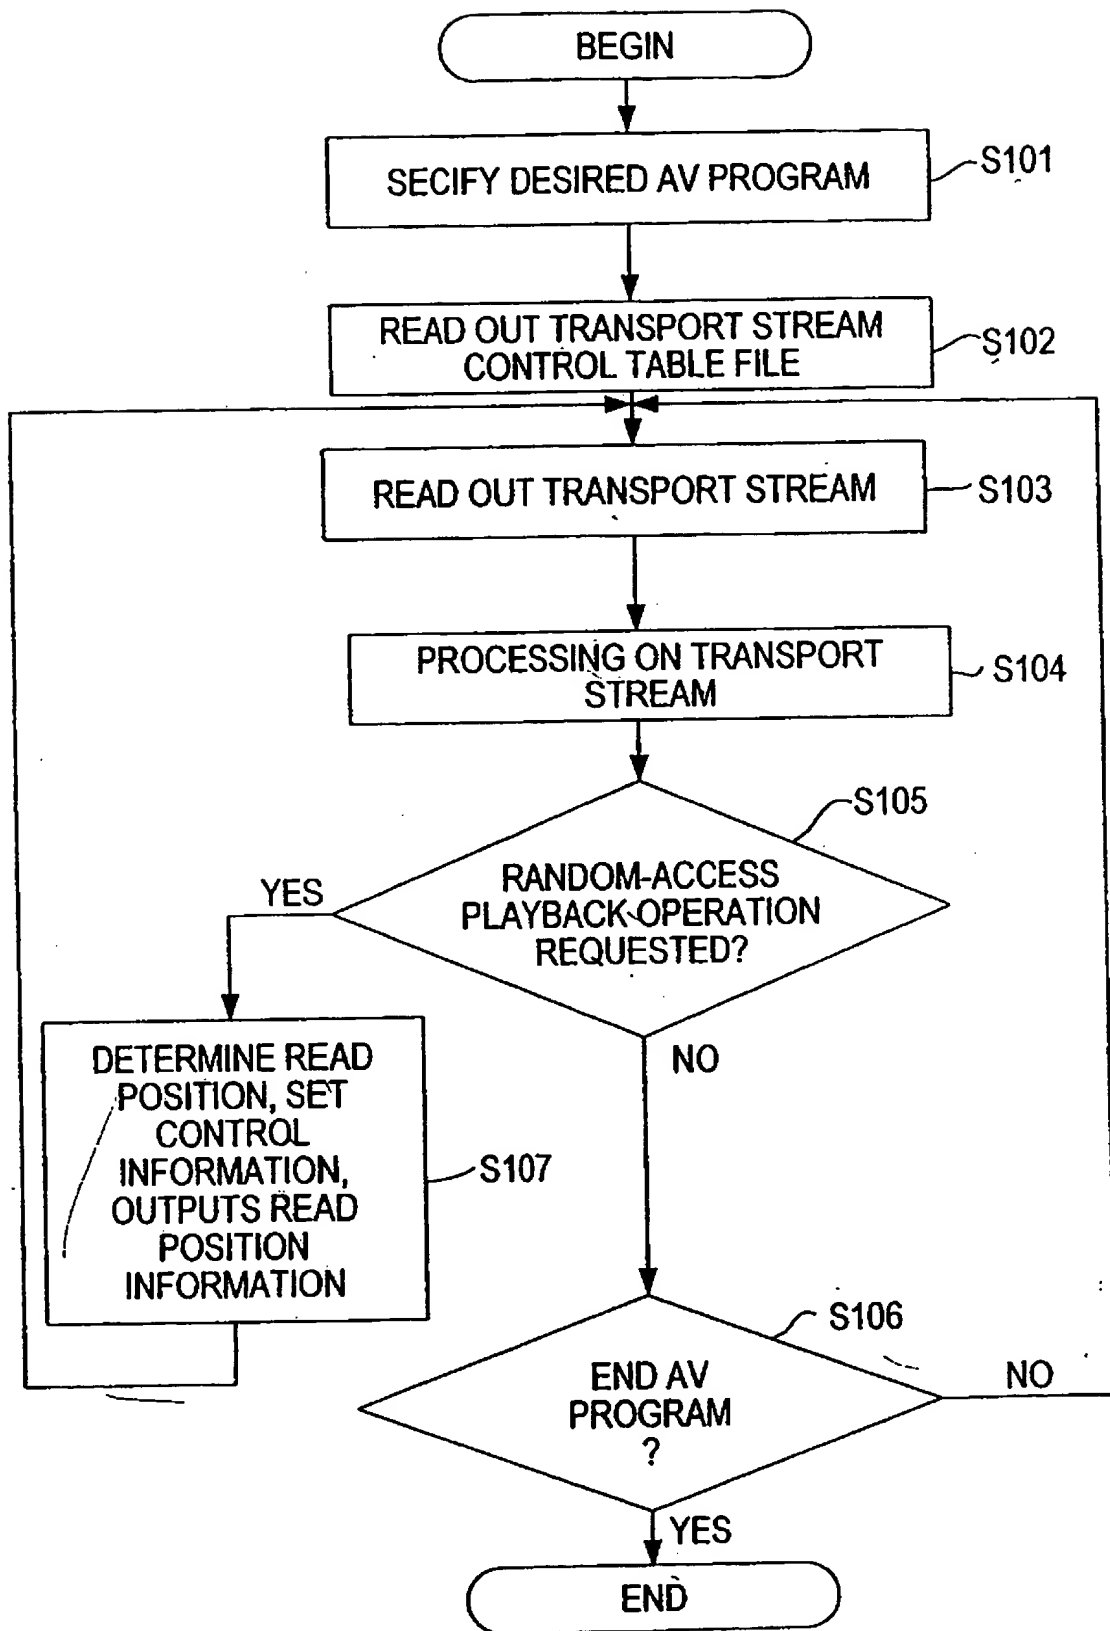 BEGIN
SECIFY DESIRED AV PROGRAM
S101
READ OUT TRANSPORT STREAM
CONTROL TABLE FILE
S102
READ OUT TRANSPORT STREAM
S103
PROCESSING ON TRANSPORT
STREAM
S104
S105
RANDOM-ACCESS
PLAYBACK OPERATION
REQUESTED?
YES
NO
DETERMINE READ
POSITION, SET
CONTROL
INFORMATION,
OUTPUTS READ
POSITION
INFORMATION
S107
S106
END AV
PROGRAM
?
NO
YES
END